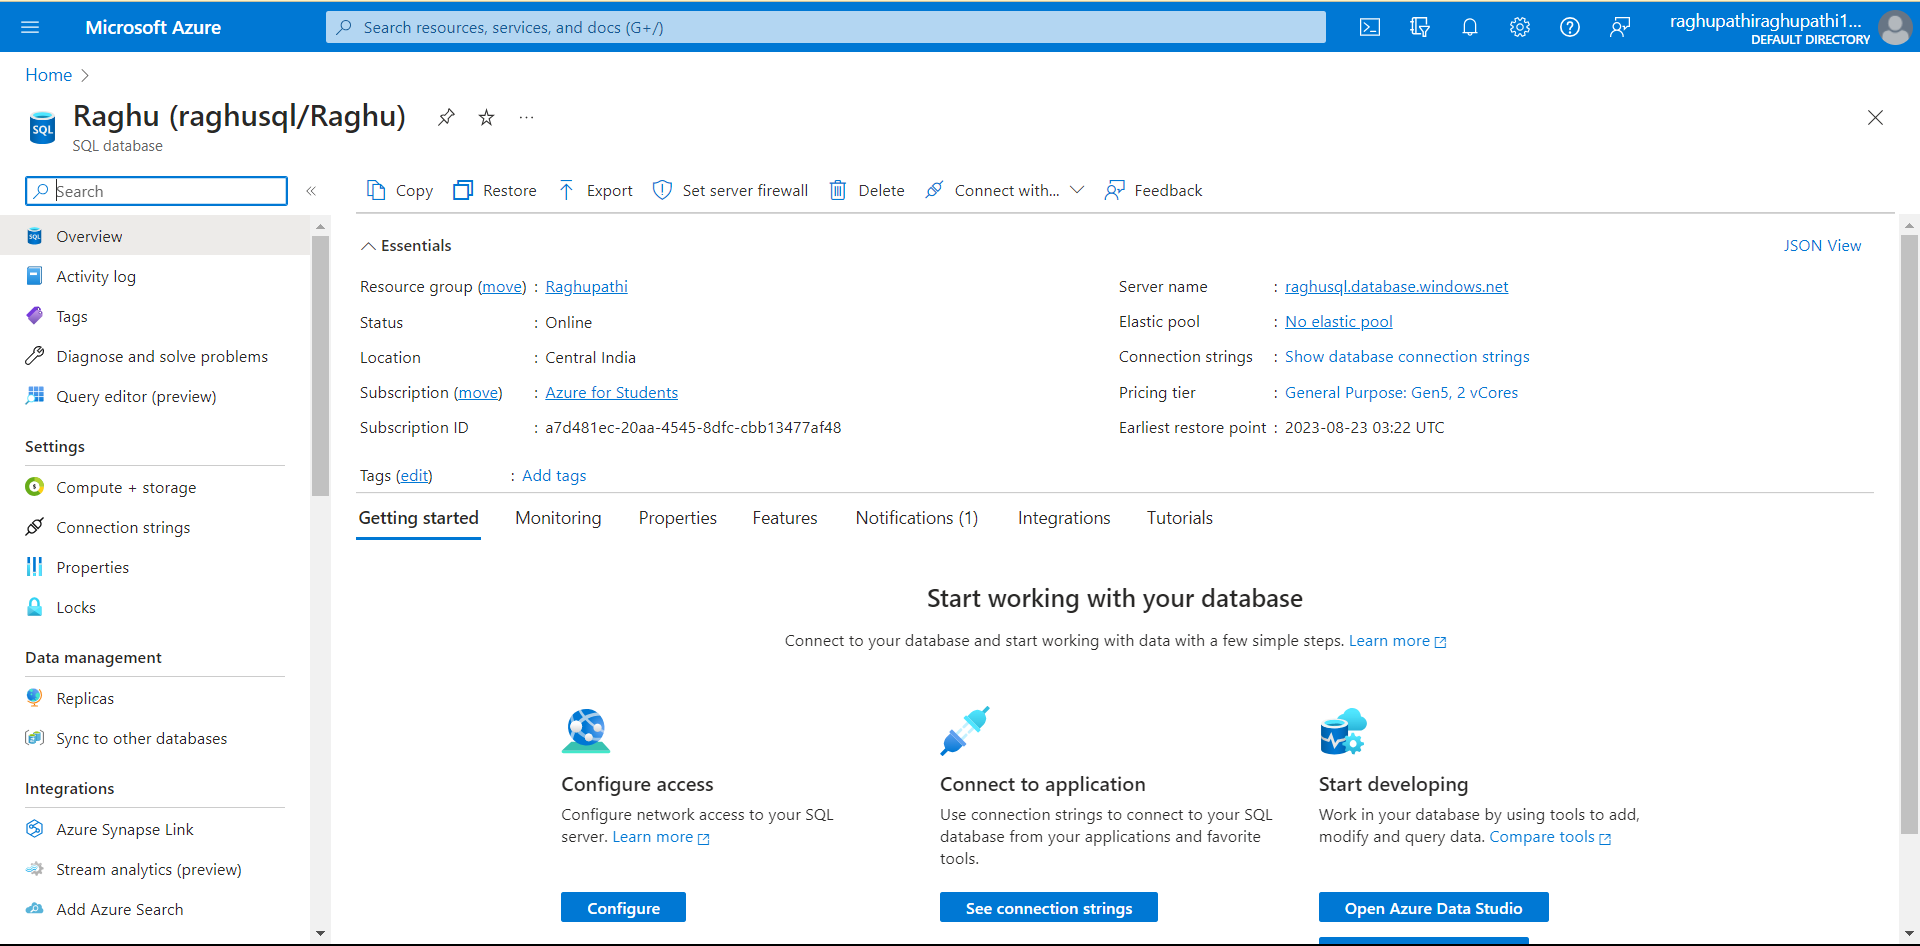 Microsoft Azure
Search resources, services, and docs (G+/)
raghupathiraghupathi1...
DEFAULT DIRECTORY
Home
SQL
Raghu (raghusql/Raghu)
SQL database
Search
Copy
Restore
Export
Set server firewall
Delete
Connect with...
Feedback
Overview
Activity log
Tags
Diagnose and solve problems
Query editor (preview)
Settings
Compute + storage
Connection strings
Properties
Locks
Data management
Replicas
Sync to other databases
Integrations
Azure Synapse Link
Stream analytics (preview)
Add Azure Search
Essentials
JSON View
Resource group (move) : Raghupathi
Status : Online
Location : Central India
Subscription (move) : Azure for Students
Subscription ID : a7d481ec-20aa-4545-8dfc-cbb13477af48
Server name : raghusql.database.windows.net
Elastic pool : No elastic pool
Connection strings : Show database connection strings
Pricing tier : General Purpose: Gen5, 2 vCores
Earliest restore point : 2023-08-23 03:22 UTC
Tags (edit) : Add tags
Getting started
Monitoring
Properties
Features
Notifications (1)
Integrations
Tutorials
Start working with your database
Connect to your database and start working with data with a few simple steps. Learn more
Configure access
Configure network access to your SQL
server. Learn more
Configure
Connect to application
Use connection strings to connect to your SQL
database from your applications and favorite
tools.
See connection strings
Start developing
Work in your database by using tools to add,
modify and query data. Compare tools
Open Azure Data Studio